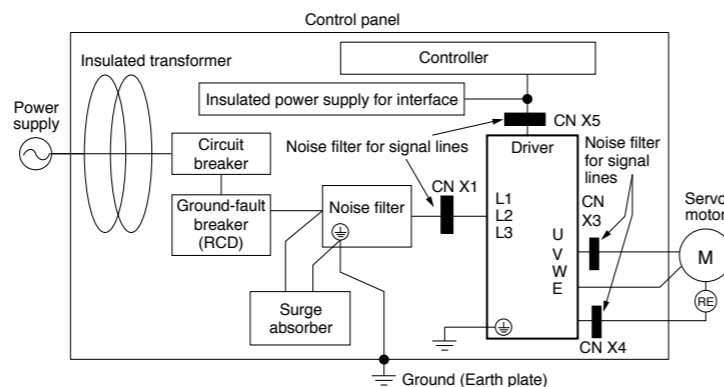 Control panel
Insulated transformer
Controller
Power
supply
Insulated power supply for interface
CN X5
Circuit
breaker
Noise filter for signal lines
Driver
Noise filter
for signal
lines
Ground-fault
breaker
(RCD)
Noise filter
CN X1
L1
L2
L3
CN
X3
Servo
motor
U
V
W
E
M
RE
Surge
absorber
CN X4
Ground (Earth plate)